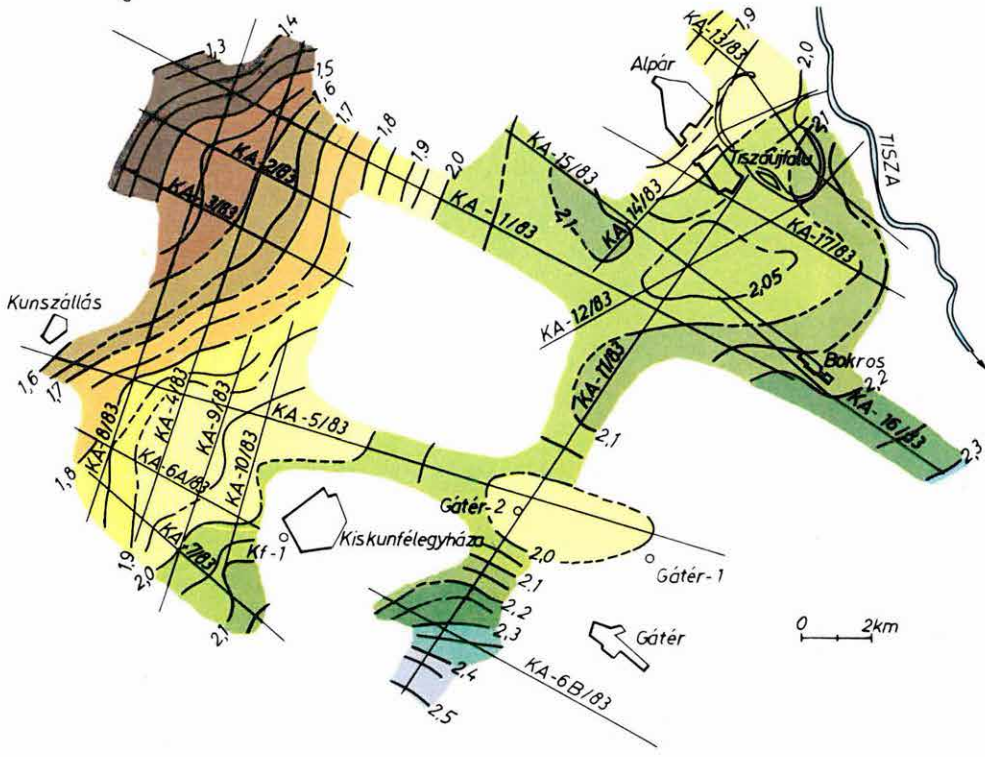 1,3
1,4
1,5
1,6
1,7
1,8
1,9
2,0
KA-13/83
1,9
2,0
Alpár
2,1
TISZA
KA-15/83
Tiszaújfalu
KA-2/83
KA-3/83
KA-1/83
2,1
KA-14/83
KA-17/83
2,05
KA-12/83
Kunszállás
KA-11/83
Bokros
1,6
1,7
2,2
KA-8/83
KA-4/83
KA-9/83
KA-5/83
KA-16/83
2,1
2,3
KA-10/83
KA-6A/83
1,8
Gátér-2
KA-7/83
Kf-1
Kiskunfélegyháza
2,0
Gátér-1
1,9
2,0
2,1
2,2
2,1
2,3
Gátér
0 2km
2,4
KA-6B/83
2,5